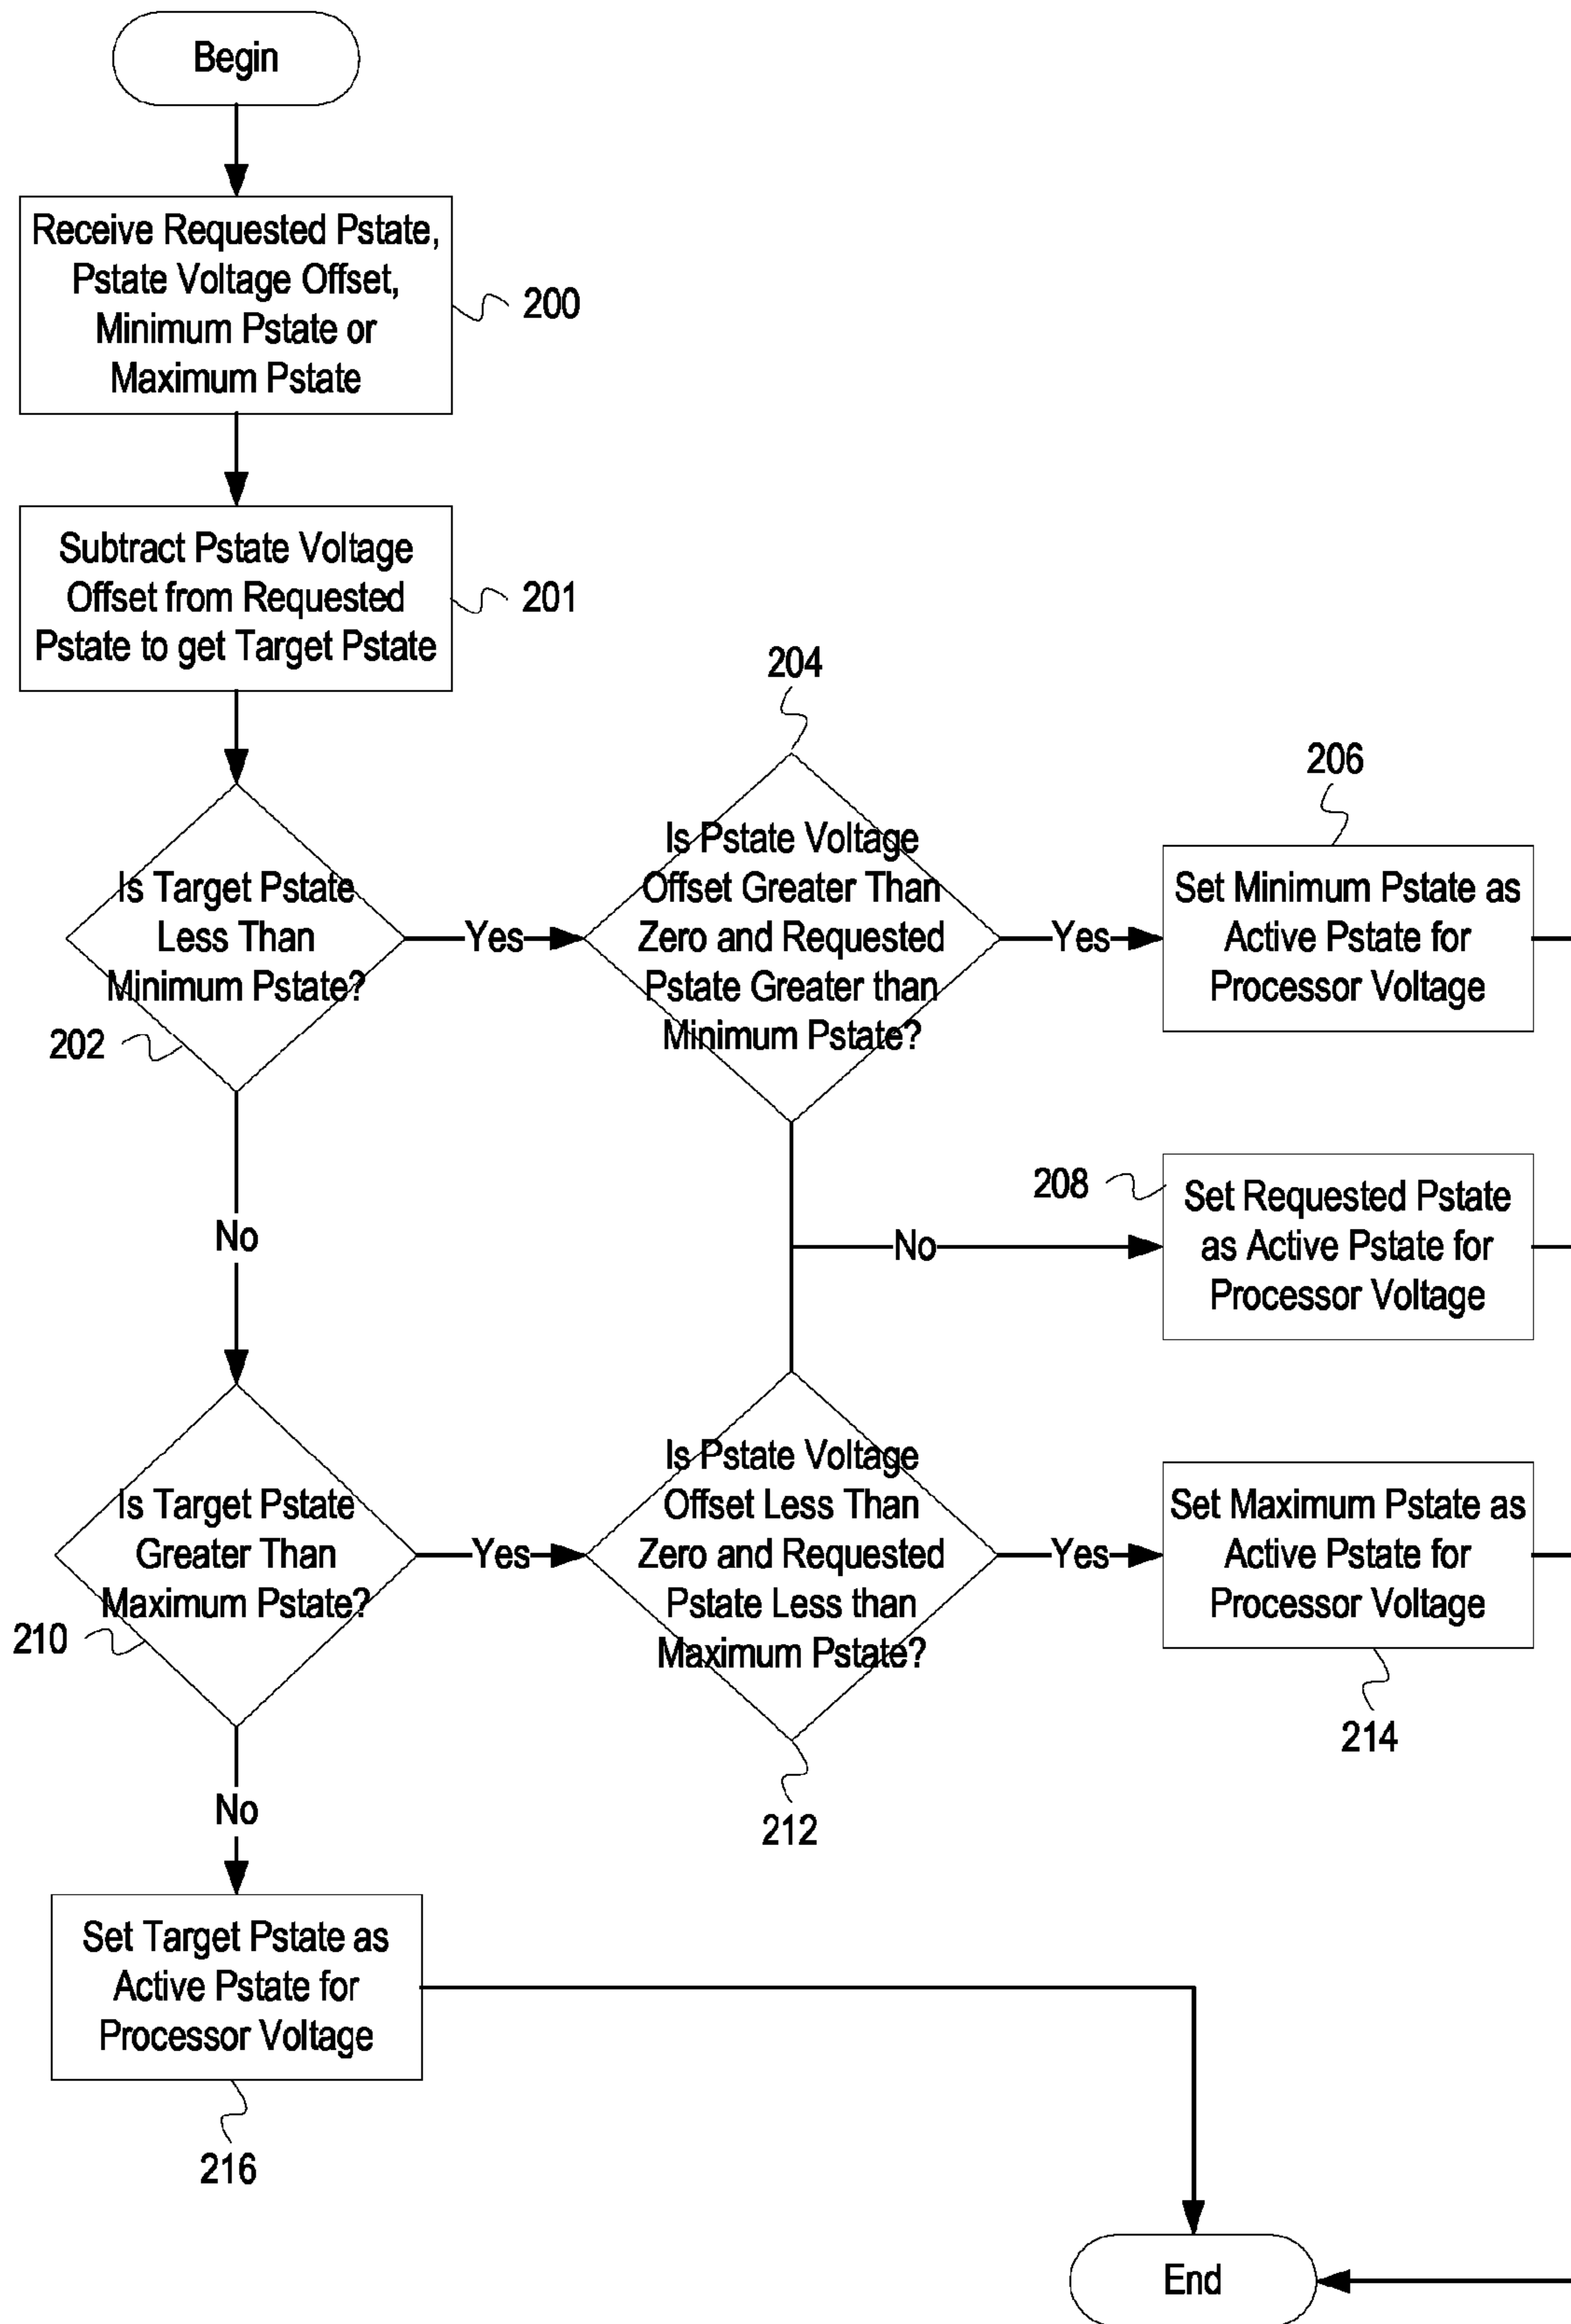 Begin
Receive Requested Pstate,
Pstate Voltage Offset,
Minimum Pstate or
Maximum Pstate
200
Subtract Pstate Voltage
Offset from Requested
Pstate to get Target Pstate
201
Is Target Pstate
Less Than
Minimum Pstate?
202
Yes
204
Is Pstate Voltage
Offset Greater Than
Zero and Requested
Pstate Greater than
Minimum Pstate?
Yes
206
Set Minimum Pstate as
Active Pstate for
Processor Voltage
No
No
208
Set Requested Pstate
as Active Pstate for
Processor Voltage
Is Target Pstate
Greater Than
Maximum Pstate?
210
Yes
Is Pstate Voltage
Offset Less Than
Zero and Requested
Pstate Less than
Maximum Pstate?
212
Yes
Set Maximum Pstate as
Active Pstate for
Processor Voltage
214
No
Set Target Pstate as
Active Pstate for
Processor Voltage
216
End